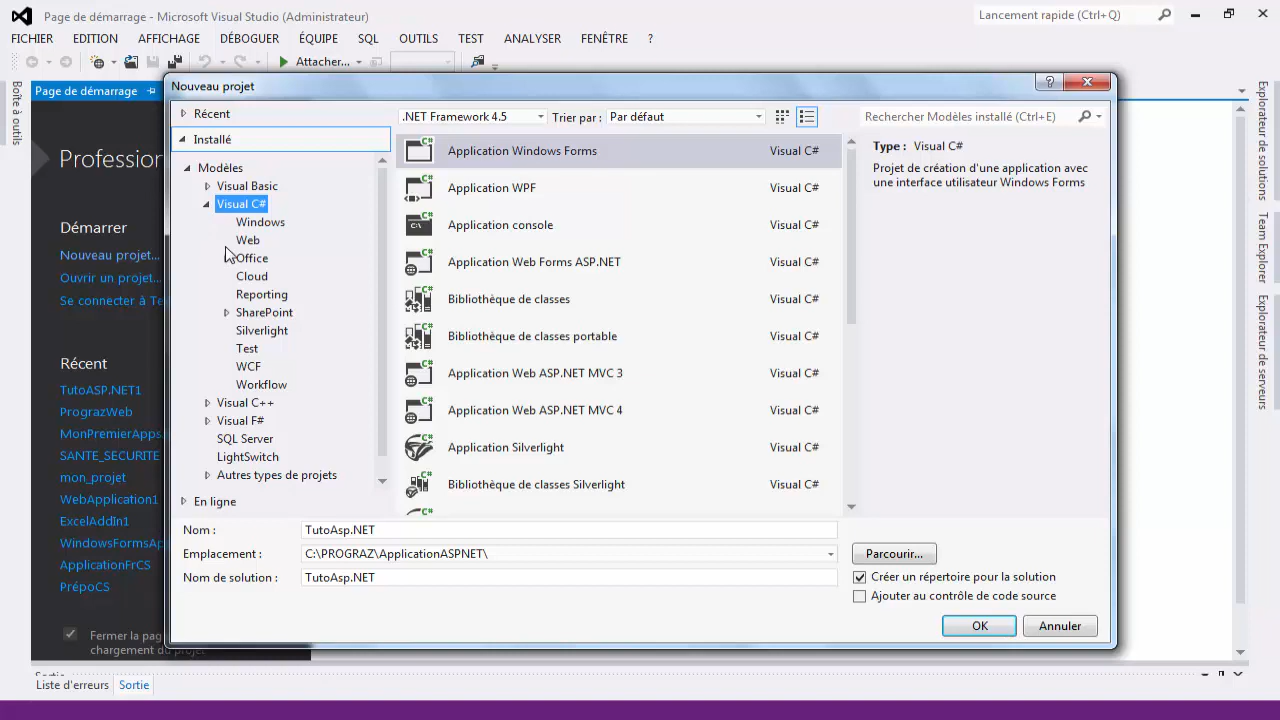 Page de démarrage - Microsoft Visual Studio (Administrateur)
Lancement rapide (Ctrl+Q)
FICHIER EDITION AFFICHAGE DÉBOGUER ÉQUIPE SQL OUTILS TEST ANALYSER FENÊTRE ?
Attacher...
Boîte à outils
Page de démarrage
Profession
Démarrer
Nouveau projet...
Ouvrir un projet...
Se connecter à Te
Récent
TutoASP.NET1
PrograzWeb
MonPremierApps
SANTE_SECURITE
mon_projet
WebApplication1
ExcelAddIn1
WindowsFormsAp
ApplicationFrCS
PrépoCS
Fermer la pag
chargement du projet
Nouveau projet
Récent
Installé
Modèles
Visual Basic
Visual C#
Windows
Web
Office
Cloud
Reporting
SharePoint
Silverlight
Test
WCF
Workflow
Visual C++
Visual F#
SQL Server
LightSwitch
Autres types de projets
En ligne
.NET Framework 4.5 Trier par : Par défaut
Application Windows Forms Visual C#
Application WPF Visual C#
Application console Visual C#
Application Web Forms ASP.NET Visual C#
Bibliothèque de classes Visual C#
Bibliothèque de classes portable Visual C#
Application Web ASP.NET MVC 3 Visual C#
Application Web ASP.NET MVC 4 Visual C#
Application Silverlight Visual C#
Bibliothèque de classes Silverlight Visual C#
Rechercher Modèles installé (Ctrl+E)
Type : Visual C#
Projet de création d'une application avec
une interface utilisateur Windows Forms
Nom : TutoAsp.NET
Emplacement : C:\PROGRAZ\ApplicationASPNET\
Parcourir...
Nom de solution : TutoAsp.NET
Créer un répertoire pour la solution
Ajouter au contrôle de code source
OK Annuler
Explorateur de solutions
Team Explorer
Explorateur de serveurs
Sortie
Liste d'erreurs Sortie